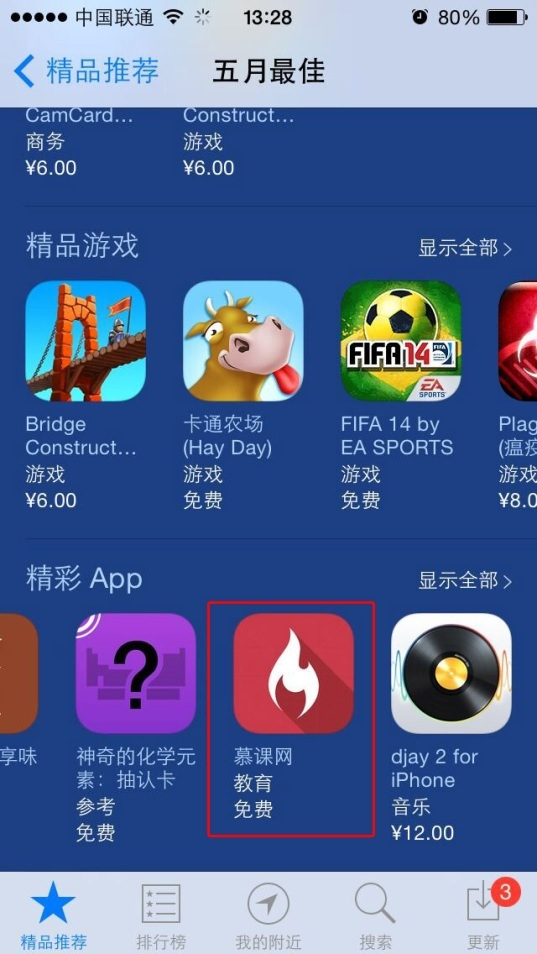 中国联通 13:28 80%
精品推荐 五月最佳
CamCard... Construct...
商务 游戏
¥6.00 ¥6.00
精品游戏 显示全部
FIFA14 FIFA
EA SPORTS
Bridge Construct...
游戏
¥6.00
卡通农场 (Hay Day)
游戏
免费
FIFA 14 by EA SPORTS
游戏
免费
Plag
(瘟疫
游戏
¥8.0
精彩 App 显示全部
享味
?
神奇的化学元素：抽认卡
参考
免费
慕课网
教育
免费
djay 2 for iPhone
音乐
¥12.00
3
精品推荐 排行榜 我的附近 搜索 更新